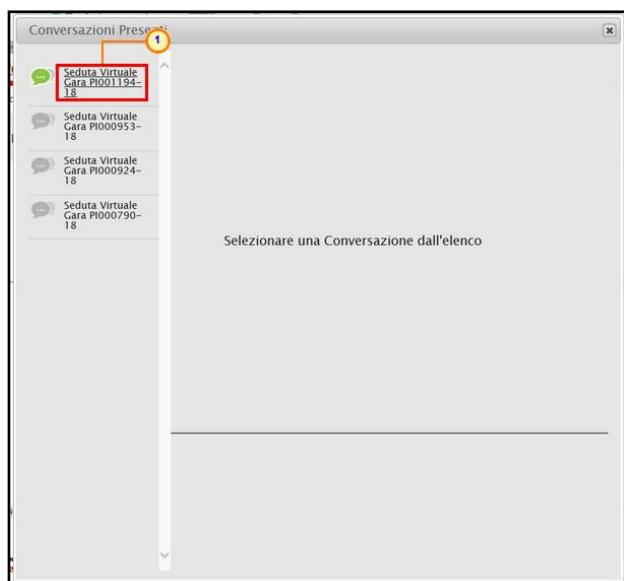 Conversazioni Presenti
1
Seduta Virtuale
Gara PI001194-
18
Seduta Virtuale
Gara PI000953-
18
Seduta Virtuale
Gara PI000924-
18
Seduta Virtuale
Gara PI000790-
18
Selezionare una Conversazione dall'elenco